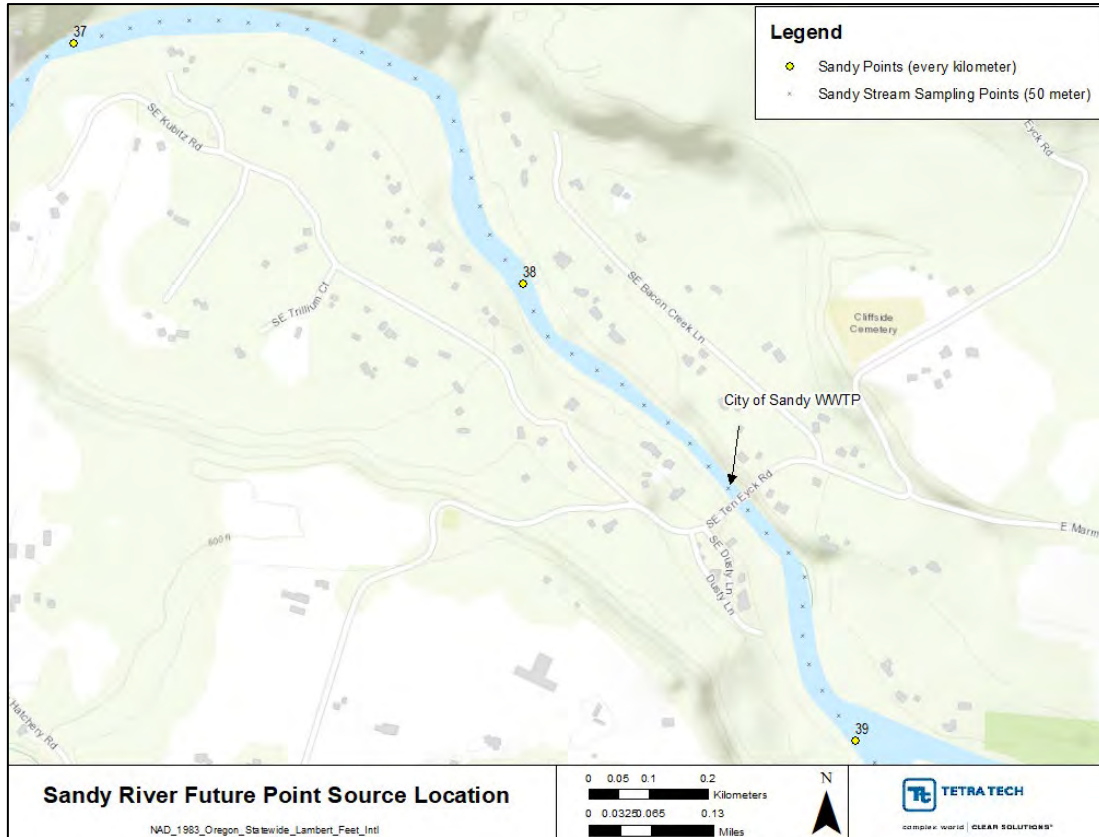 37
Legend
Sandy Points (every kilometer)
Sandy Stream Sampling Points (50 meter)
Eyck Rd
SE Kubitz Rd
38
SE Bacon Creek Ln
SE Trillium Ct
Cliffside
Cemetery
City of Sandy WWTP
SE Ten Eyck Rd
E Marm
600 ft
SE Dusty Ln
Dusty Ln
Hatchery Rd
39
Sandy River Future Point Source Location
NAD_1983_Oregon_Statewide_Lambert_Feet_Intl
0 0.05 0.1 0.2
Kilometers
0 0.0325 0.065 0.13
Miles
N
Tt
TETRA TECH
complex world | CLEAR SOLUTIONS™